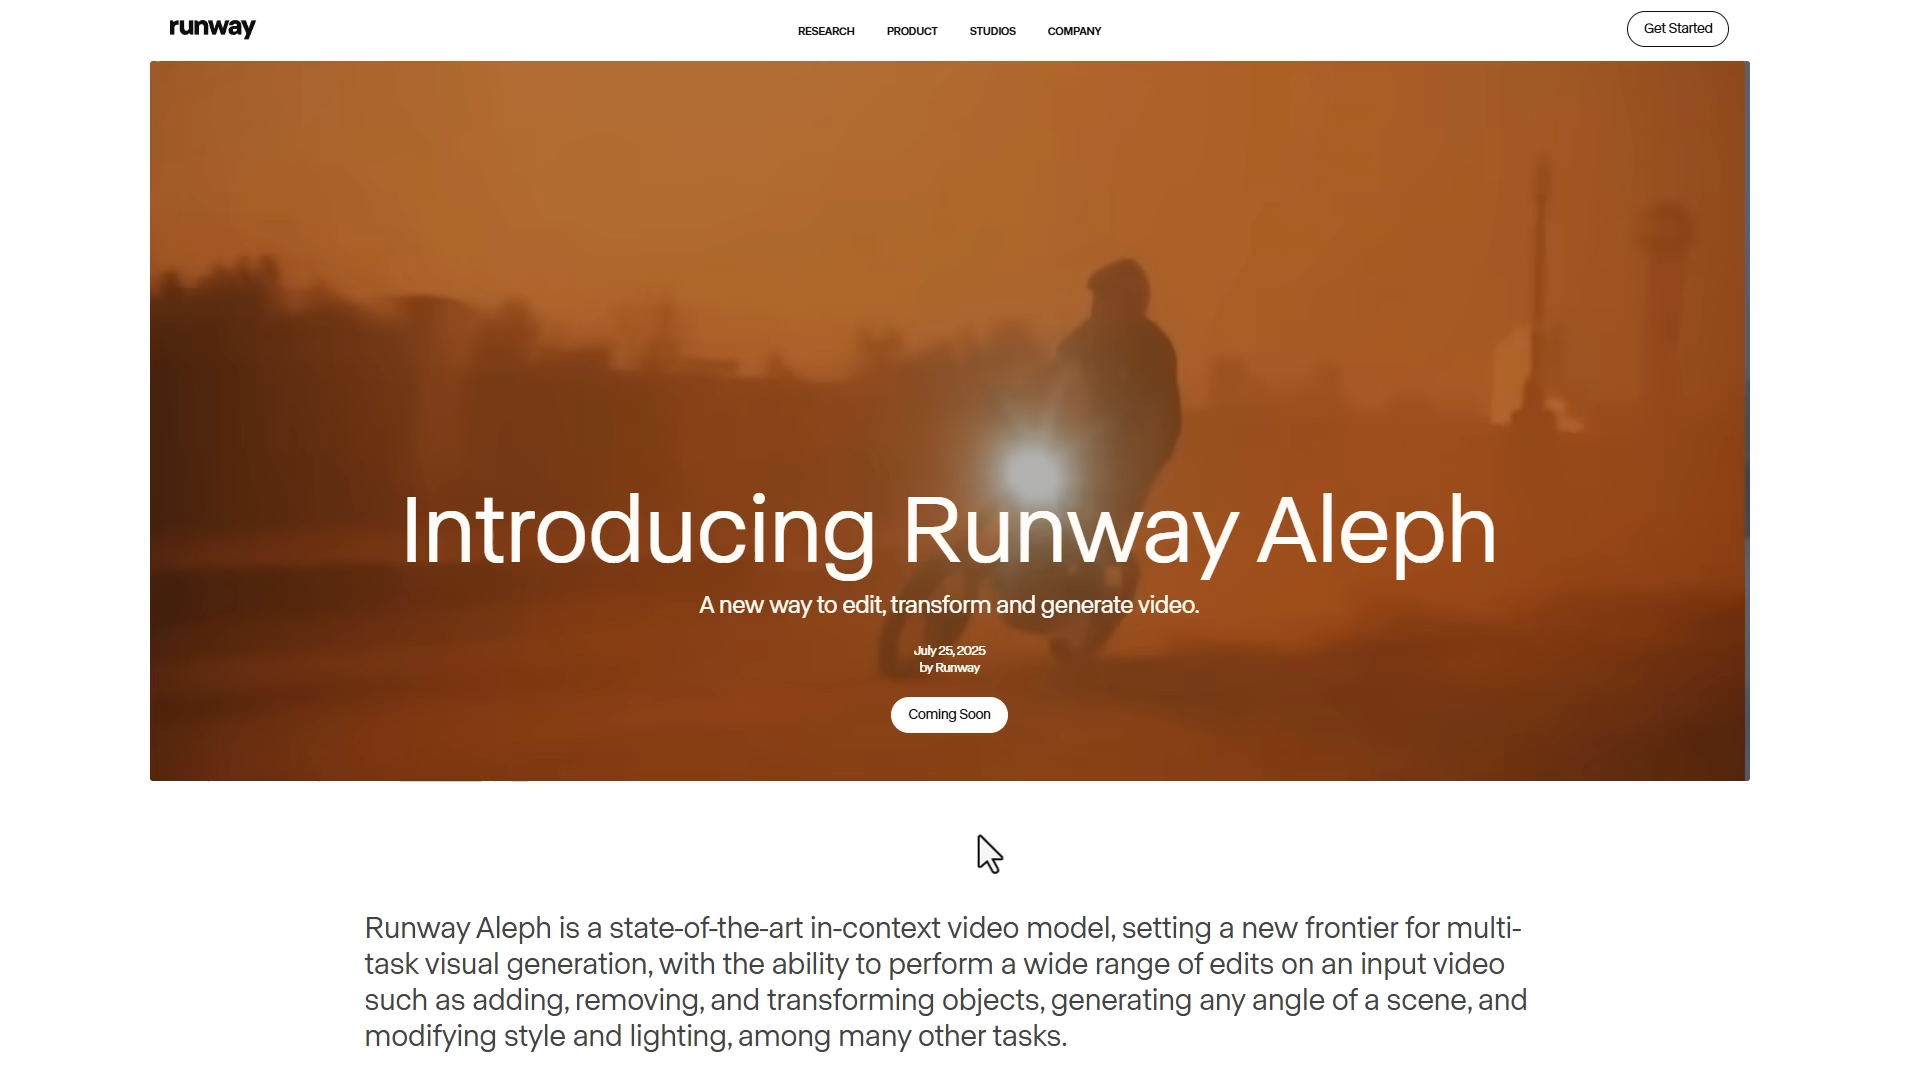 runway
RESEARCH PRODUCT STUDIOS COMPANY
Get Started
Introducing Runway Aleph
A new way to edit, transform and generate video.
July 25, 2025
by Runway
Coming Soon
Runway Aleph is a state-of-the-art in-context video model, setting a new frontier for multi-
task visual generation, with the ability to perform a wide range of edits on an input video
such as adding, removing, and transforming objects, generating any angle of a scene, and
modifying style and lighting, among many other tasks.